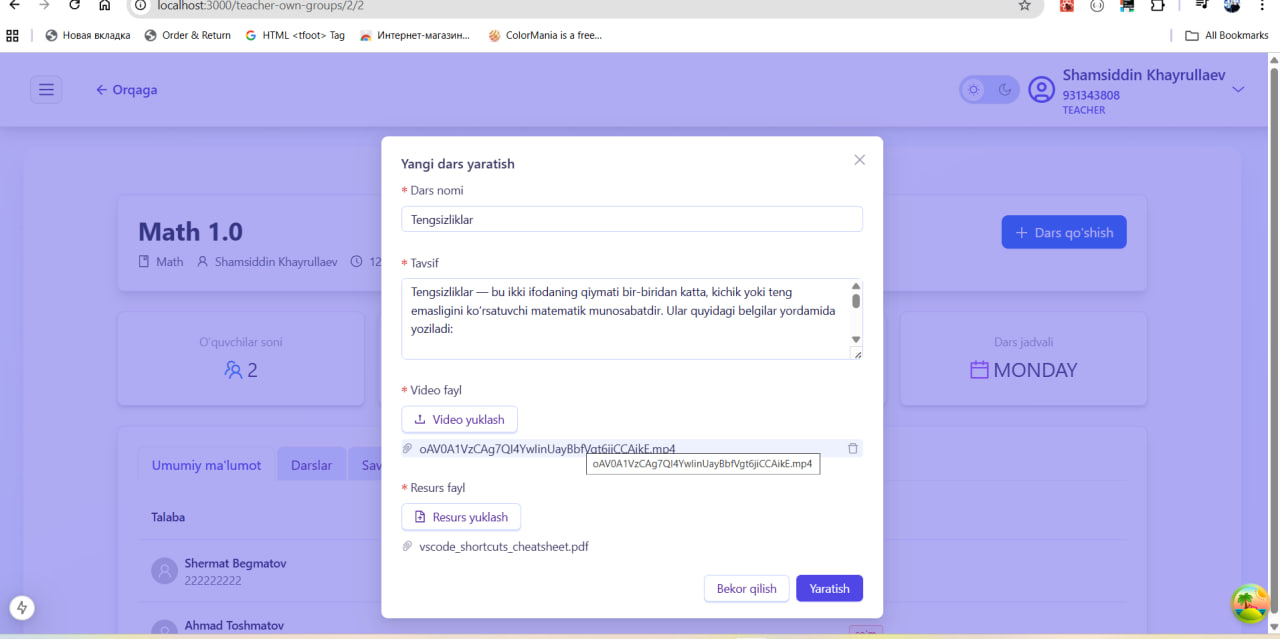 localhost:3000/teacher-own-groups/2/2
Новая вкладка
Order & Return
HTML <tfoot> Tag
Интернет-магазин...
ColorMania is a free...
All Bookmarks
Orqaga
Shamsiddin Khayrullaev
931343808
TEACHER
Yangi dars yaratish
* Dars nomi
Tengsizliklar
Math 1.0
Math Shamsiddin Khayrullaev 12
+ Dars qo'shish
* Tavsif
Tengsizliklar — bu ikki ifodaning qiymati bir-biridan katta, kichik yoki teng
emasligini ko‘rsatuvchi matematik munosabatdir. Ular quyidagi belgilar yordamida
yoziladi:
O'quvchilar soni
2
Dars jadvali
MONDAY
* Video fayl
Video yuklash
oAV0A1VzCAg7QI4YwIinUayBbfVgt6jiCCAjkE.mp4
oAV0A1VzCAg7QI4YwIinUayBbfVgt6jiCCAjkE.mp4
Umumiy ma'lumot
Darslar
Sav
* Resurs fayl
Resurs yuklash
vscode_shortcuts_cheatsheet.pdf
Talaba
Shermat Begmatov
222222222
Bekor qilish
Yaratish
Ahmad Toshmatov